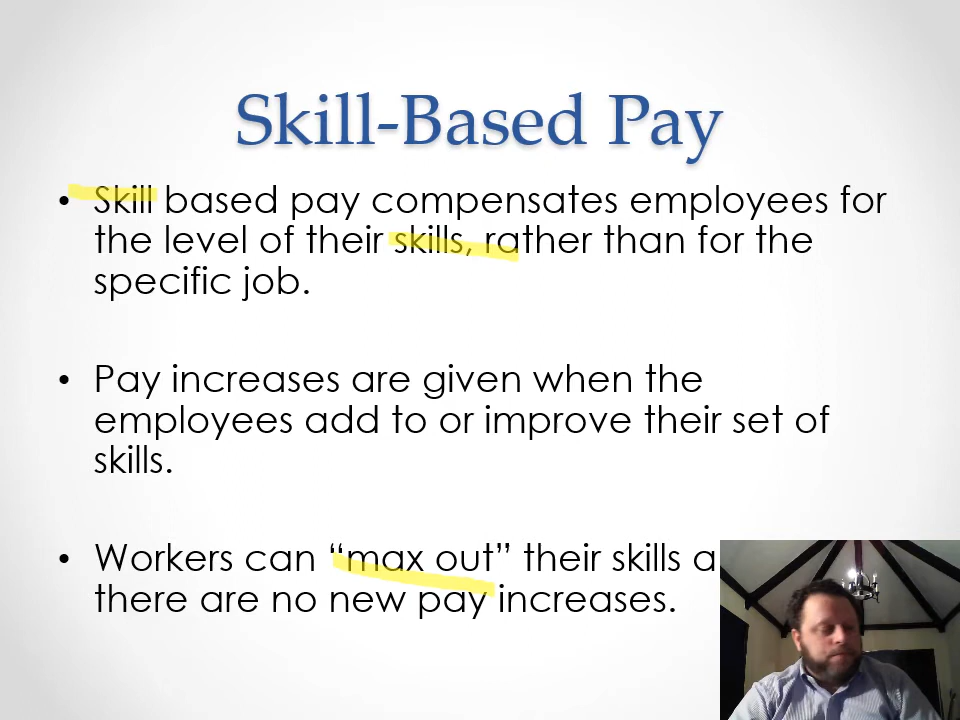 Skill-Based Pay
• Skill based pay compensates employees for
the level of their skills, rather than for the
specific job.
• Pay increases are given when the
employees add to or improve their set of
skills.
• Workers can “max out” their skills a
there are no new pay increases.